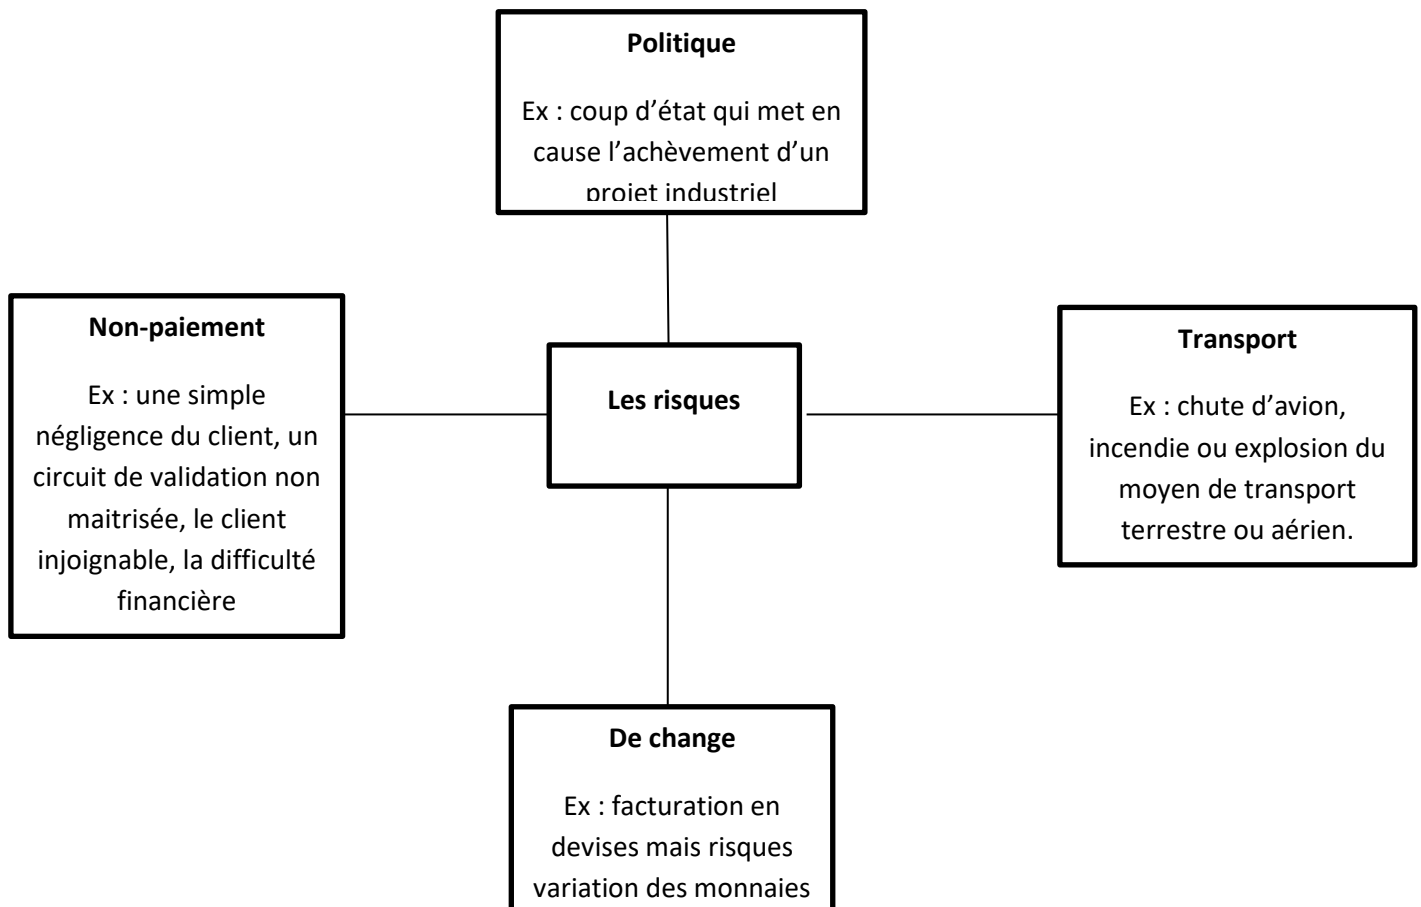 Politique
Ex : coup d’état qui met en
cause l’achèvement d’un
projet industriel
Non-paiement
Ex : une simple
négligence du client, un
circuit de validation non
maitrisée, le client
injoignable, la difficulté
financière
Les risques
Transport
Ex : chute d’avion,
incendie ou explosion du
moyen de transport
terrestre ou aérien.
De change
Ex : facturation en
devises mais risques
variation des monnaies